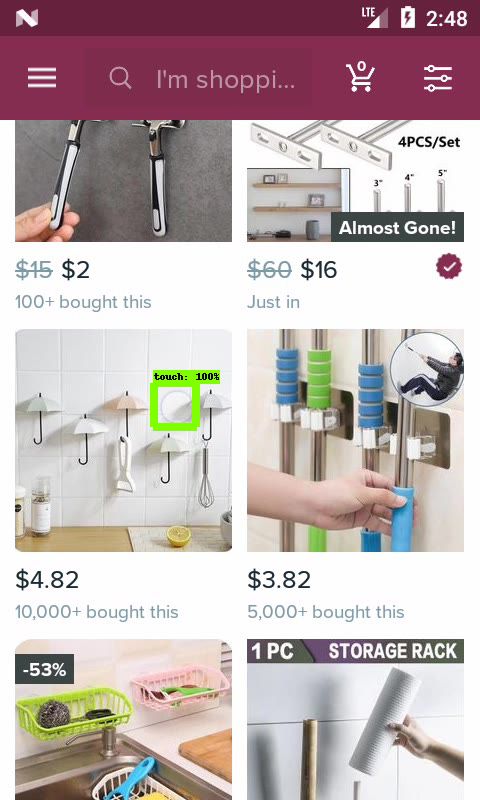 LTE 2:48
0
I'm shoppi...
4PCS/Set
3" 4" 5"
Almost Gone!
$15 $2
100+ bought this
$60 $16
Just in
touch: 100%
$4.82
10,000+ bought this
$3.82
5,000+ bought this
-53%
1 PC STORAGE RACK